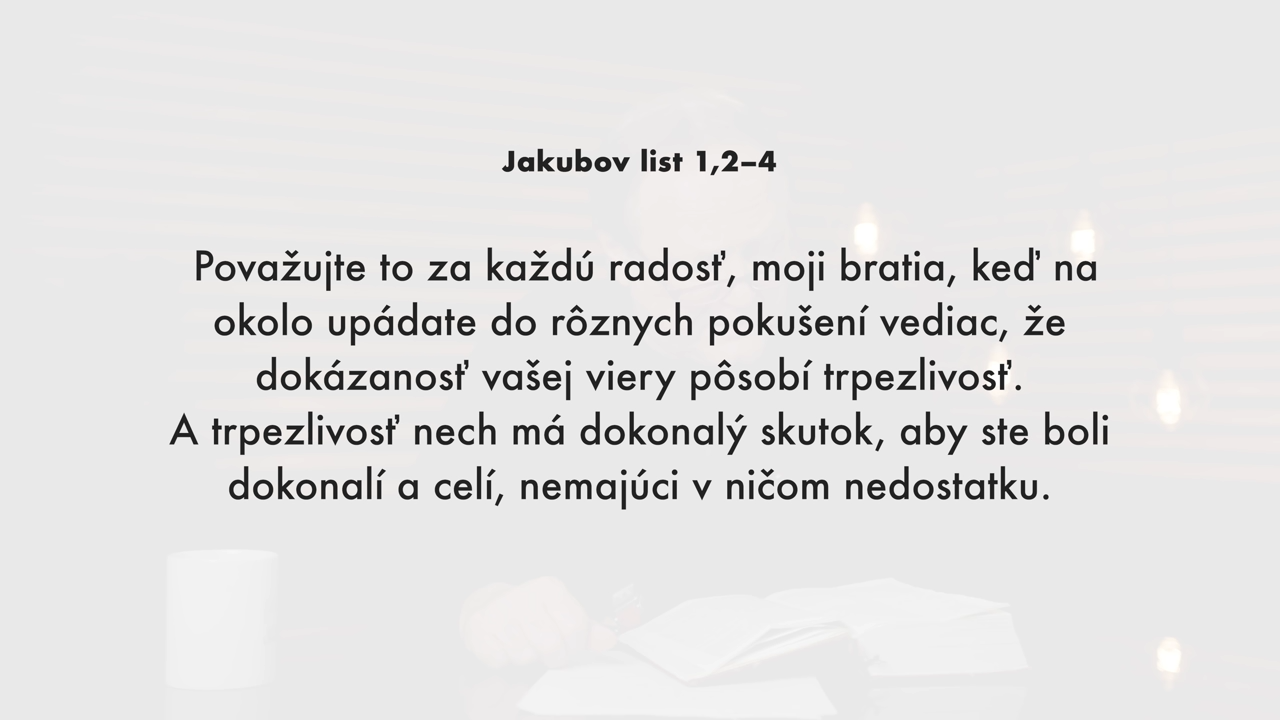 Jakubov list 1,2–4
Považujte to za každú radosť, moji bratia, keď na
okolo upádate do rôznych pokušení vediac, že
dokázanosť vašej viery pôsobí trpezlivosť.
A trpezlivosť nech má dokonalý skutok, aby ste boli
dokonalí a celí, nemajúci v ničom nedostatku.